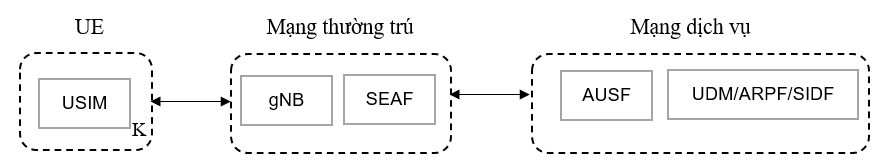 UE
Mạng thường trú
Mạng dịch vụ
USIM
K
gNB
SEAF
AUSF
UDM/ARPF/SIDF